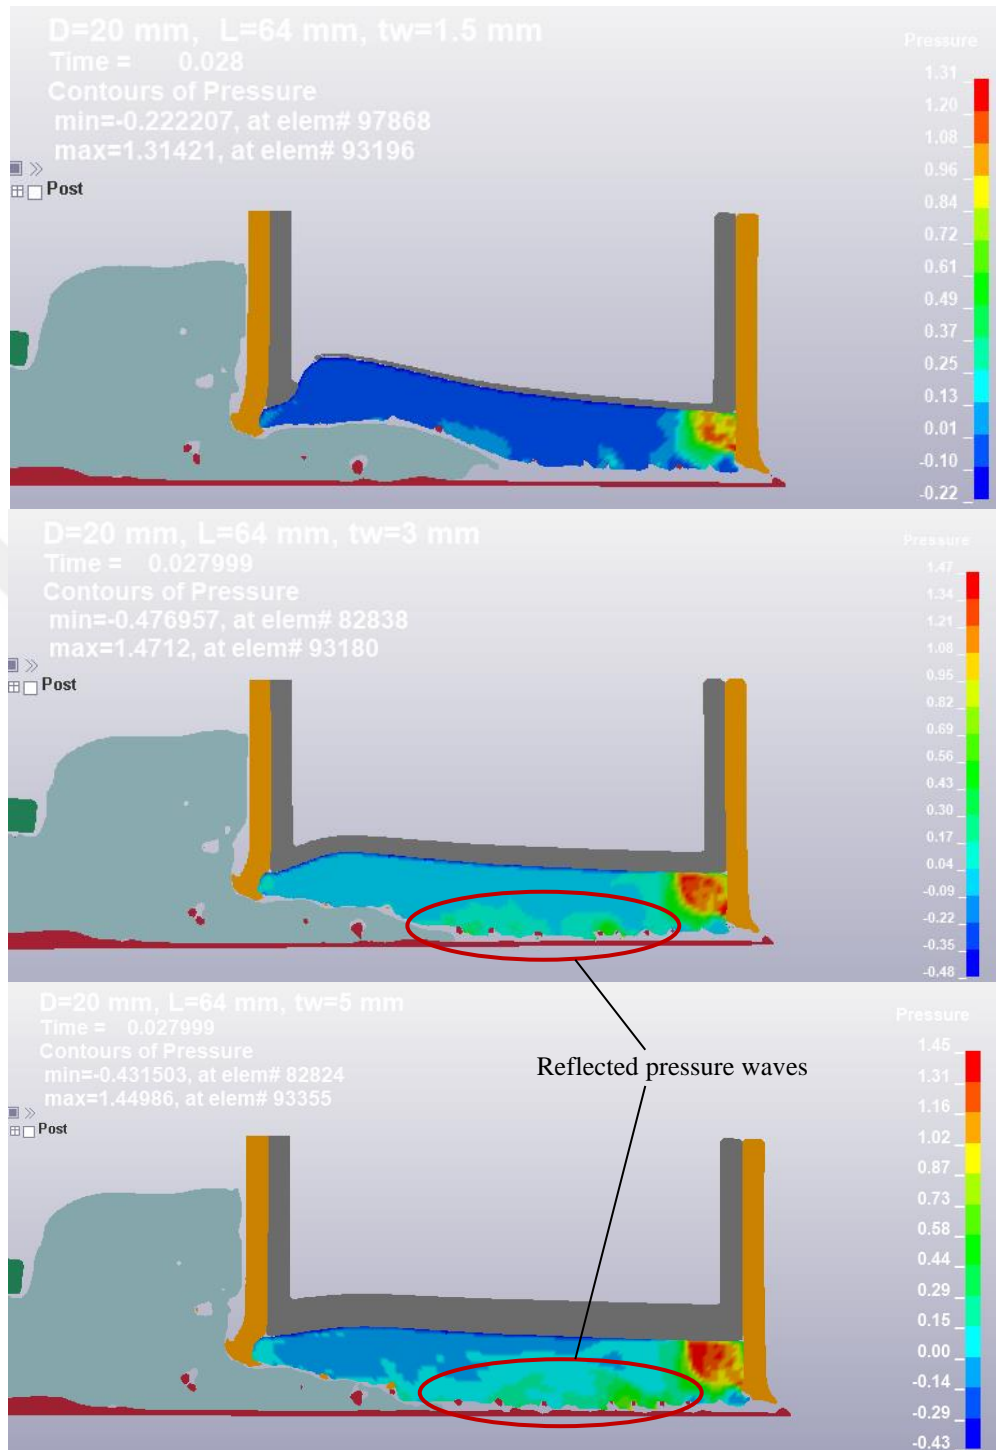 D=20 mm, L=64 mm, tw=1.5 mm
Time = 0.028
Contours of Pressure
min=-0.222207, at elem# 97868
max=1.31421, at elem# 93196
Post
Pressure
1.31
1.20
1.08
0.96
0.84
0.72
0.61
0.49
0.37
0.25
0.13
0.01
-0.10
-0.22
D=20 mm, L=64 mm, tw=3 mm
Time = 0.027999
Contours of Pressure
min=-0.476957, at elem# 82838
max=1.4712, at elem# 93180
Post
Pressure
1.47
1.34
1.21
1.08
0.95
0.82
0.69
0.56
0.43
0.30
0.17
0.04
-0.09
-0.22
-0.35
-0.48
D=20 mm, L=64 mm, tw=5 mm
Time = 0.027999
Contours of Pressure
min=-0.431503, at elem# 82824
max=1.44986, at elem# 93355
Post
Pressure
1.45
1.31
1.16
1.02
0.87
0.73
0.58
0.44
0.29
0.15
0.00
-0.14
-0.29
-0.43
Reflected pressure waves